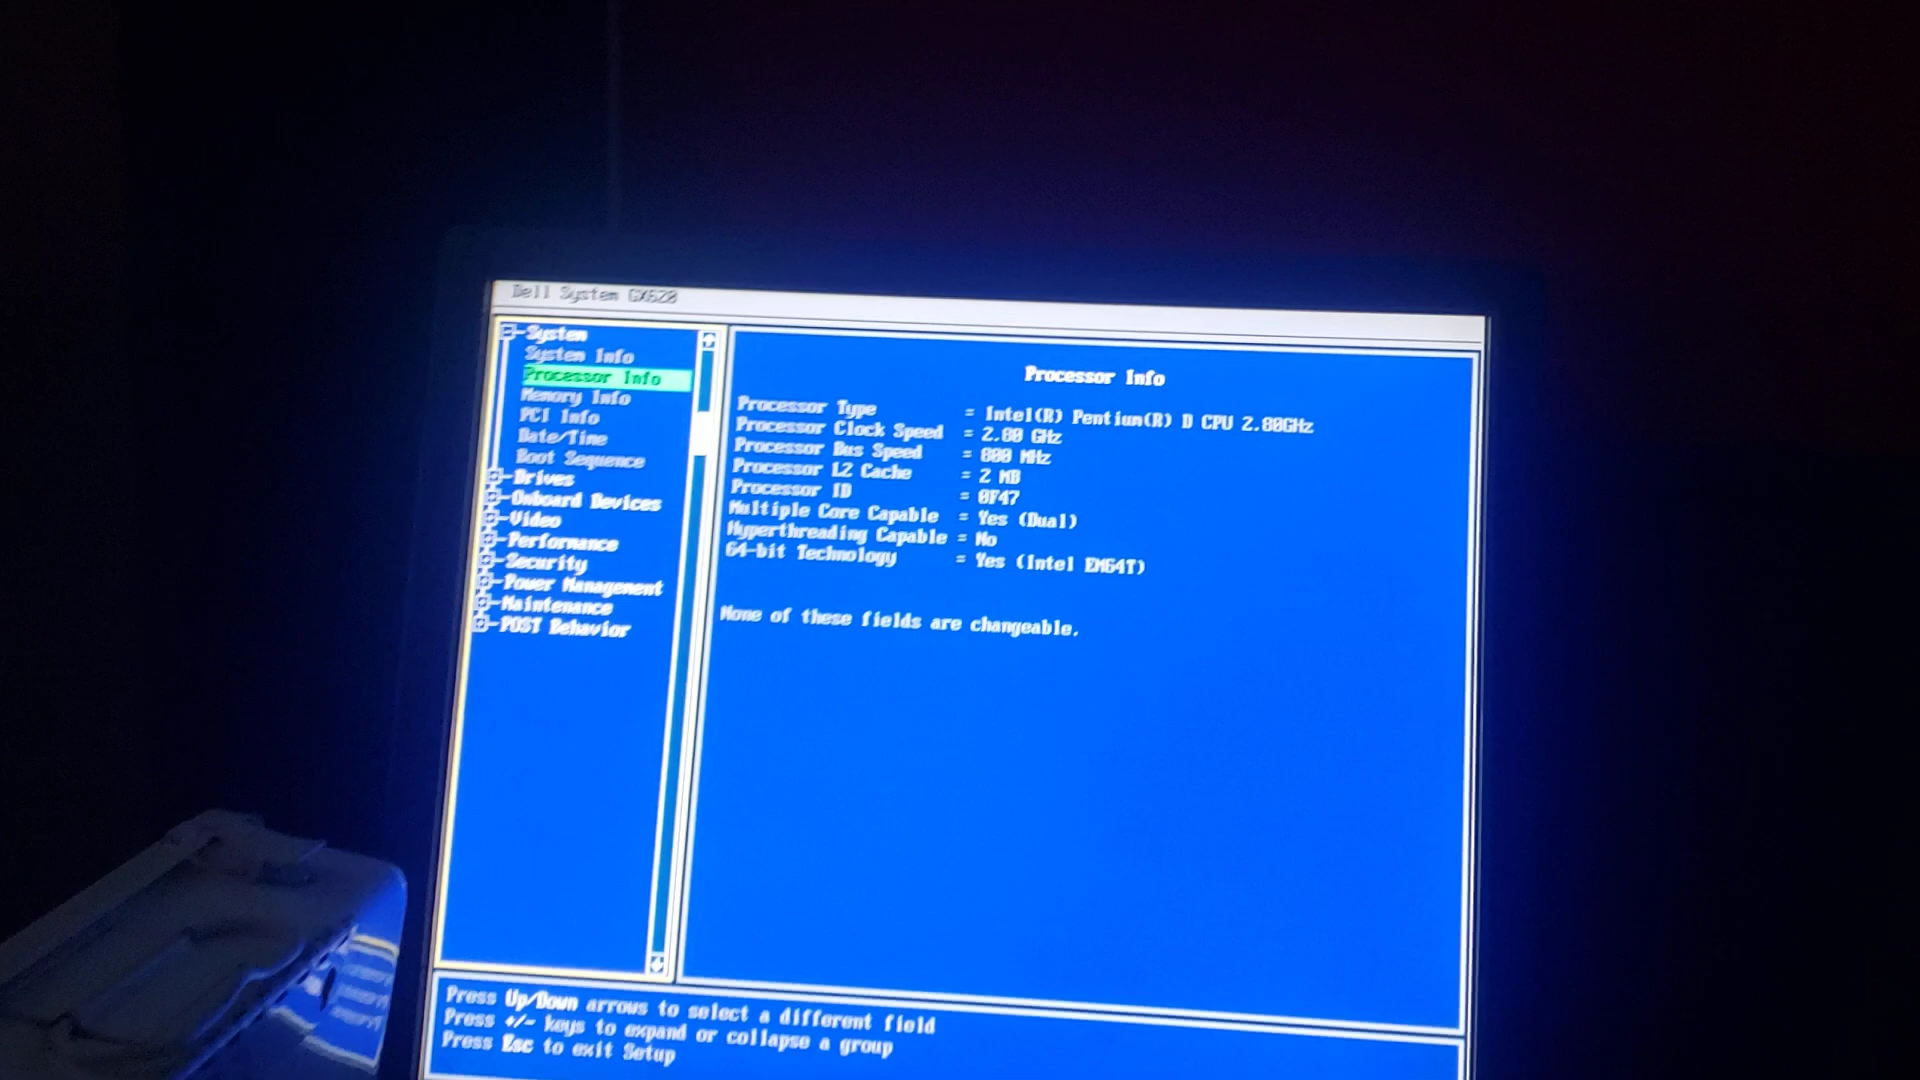 Dell System GX620
System
System Info
Processor Info
Memory Info
PCI Info
Date/Time
Boot Sequence
Drives
Onboard Devices
Video
Performance
Security
Power Management
Maintenance
POST Behavior
Processor Info
Processor Type = Intel(R) Pentium(R) D CPU 2.80GHz
Processor Clock Speed = 2.80 GHz
Processor Bus Speed = 800 MHz
Processor L2 Cache = 2 MB
Processor ID = 0F47
Multiple Core Capable = Yes (Dual)
Hyperthreading Capable = No
64-bit Technology = Yes (Intel EM64T)
None of these fields are changeable.
Press Up/Down arrows to select a different field
Press +/- keys to expand or collapse a group
Press Esc to exit Setup